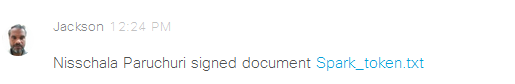 Jackson 12:24 PM
Nisschala Paruchuri signed document Spark_token.txt